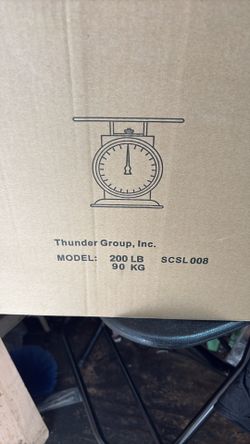 Thunder Group, Inc.
MODEL: 200 LB SCSL008
90 KG